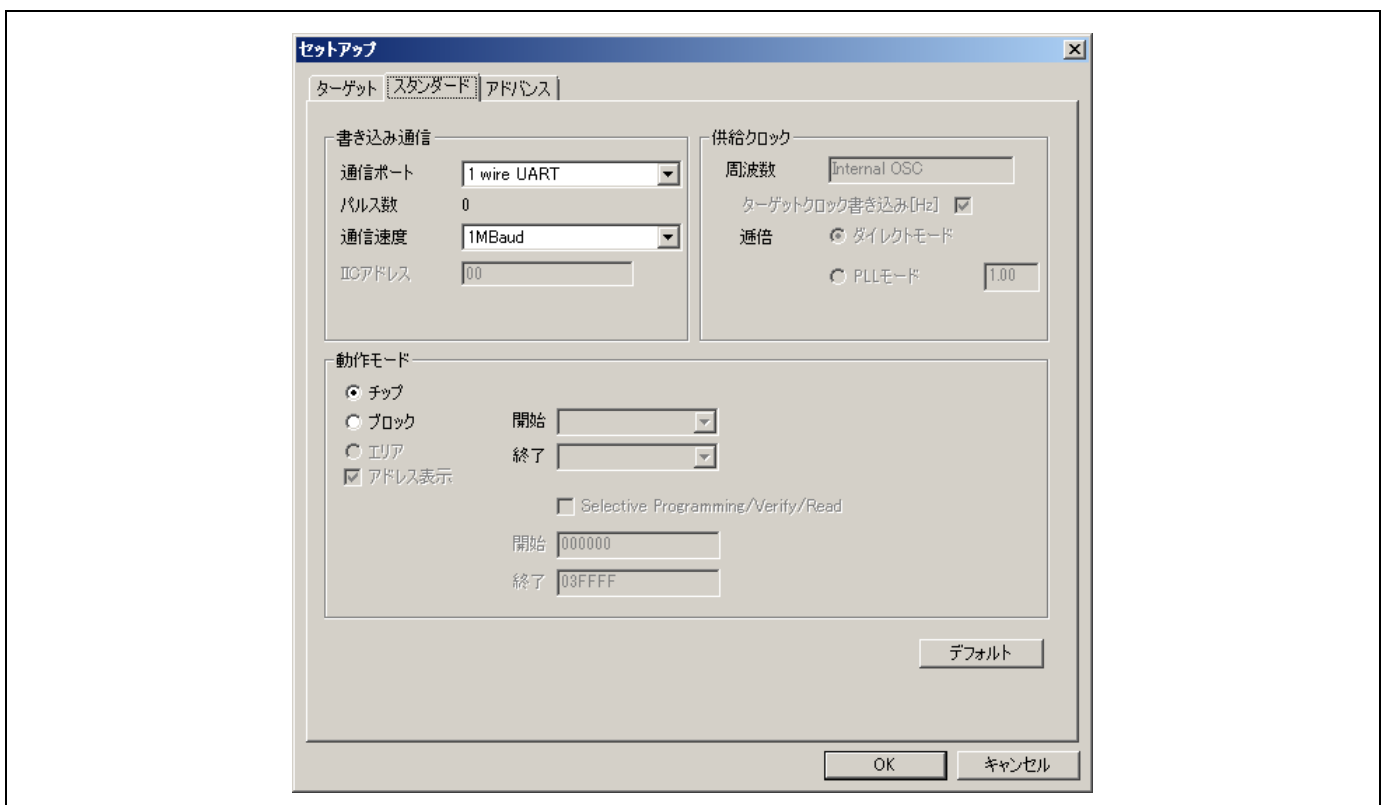 セットアップ
ターゲット スタンダード アドバンス
書き込み通信
通信ポート 1 wire UART
パルス数 0
通信速度 1MBaud
IICアドレス 00
供給クロック
周波数 Internal OSC
ターゲットクロック書き込み[Hz]
逓倍 ダイレクトモード
PLLモード 1.00
動作モード
チップ
ブロック 開始
エリア 終了
アドレス表示
Selective Programming/Verify/Read
開始 000000
終了 03FFFF
デフォルト
OK キャンセル